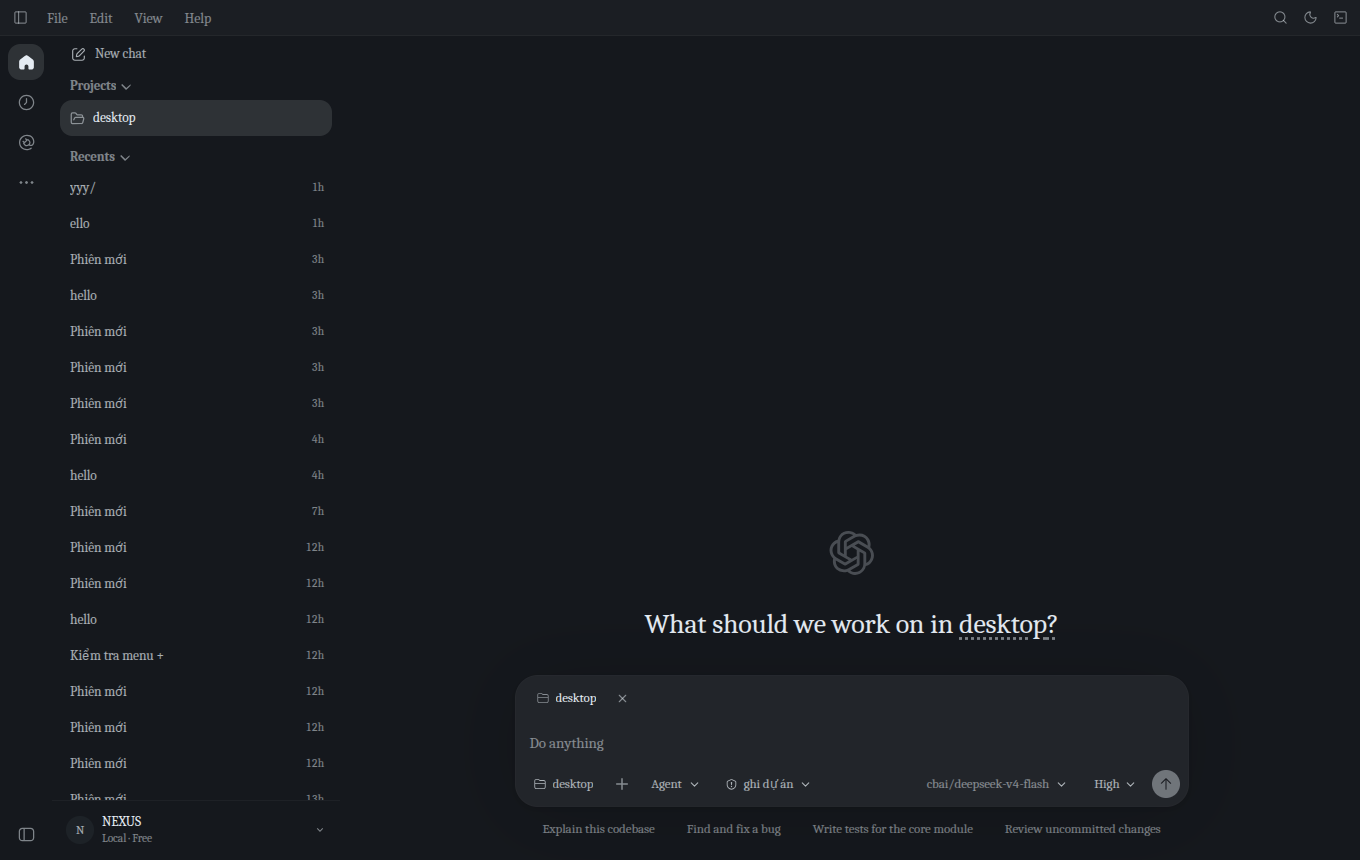 File Edit View Help
New chat
Projects
desktop
Recents
yyy/ 1h
ello 1h
Phiên mới 3h
hello 3h
Phiên mới 3h
Phiên mới 3h
Phiên mới 3h
Phiên mới 4h
hello 4h
Phiên mới 7h
Phiên mới 12h
Phiên mới 12h
hello 12h
Kiểm tra menu + 12h
Phiên mới 12h
Phiên mới 12h
Phiên mới 12h
Phiên mới 13h
N NEXUS
Local · Free
What should we work on in desktop?
desktop
Do anything
desktop Agent ghi dự án cbai/deepseek-v4-flash High
Explain this codebase Find and fix a bug Write tests for the core module Review uncommitted changes